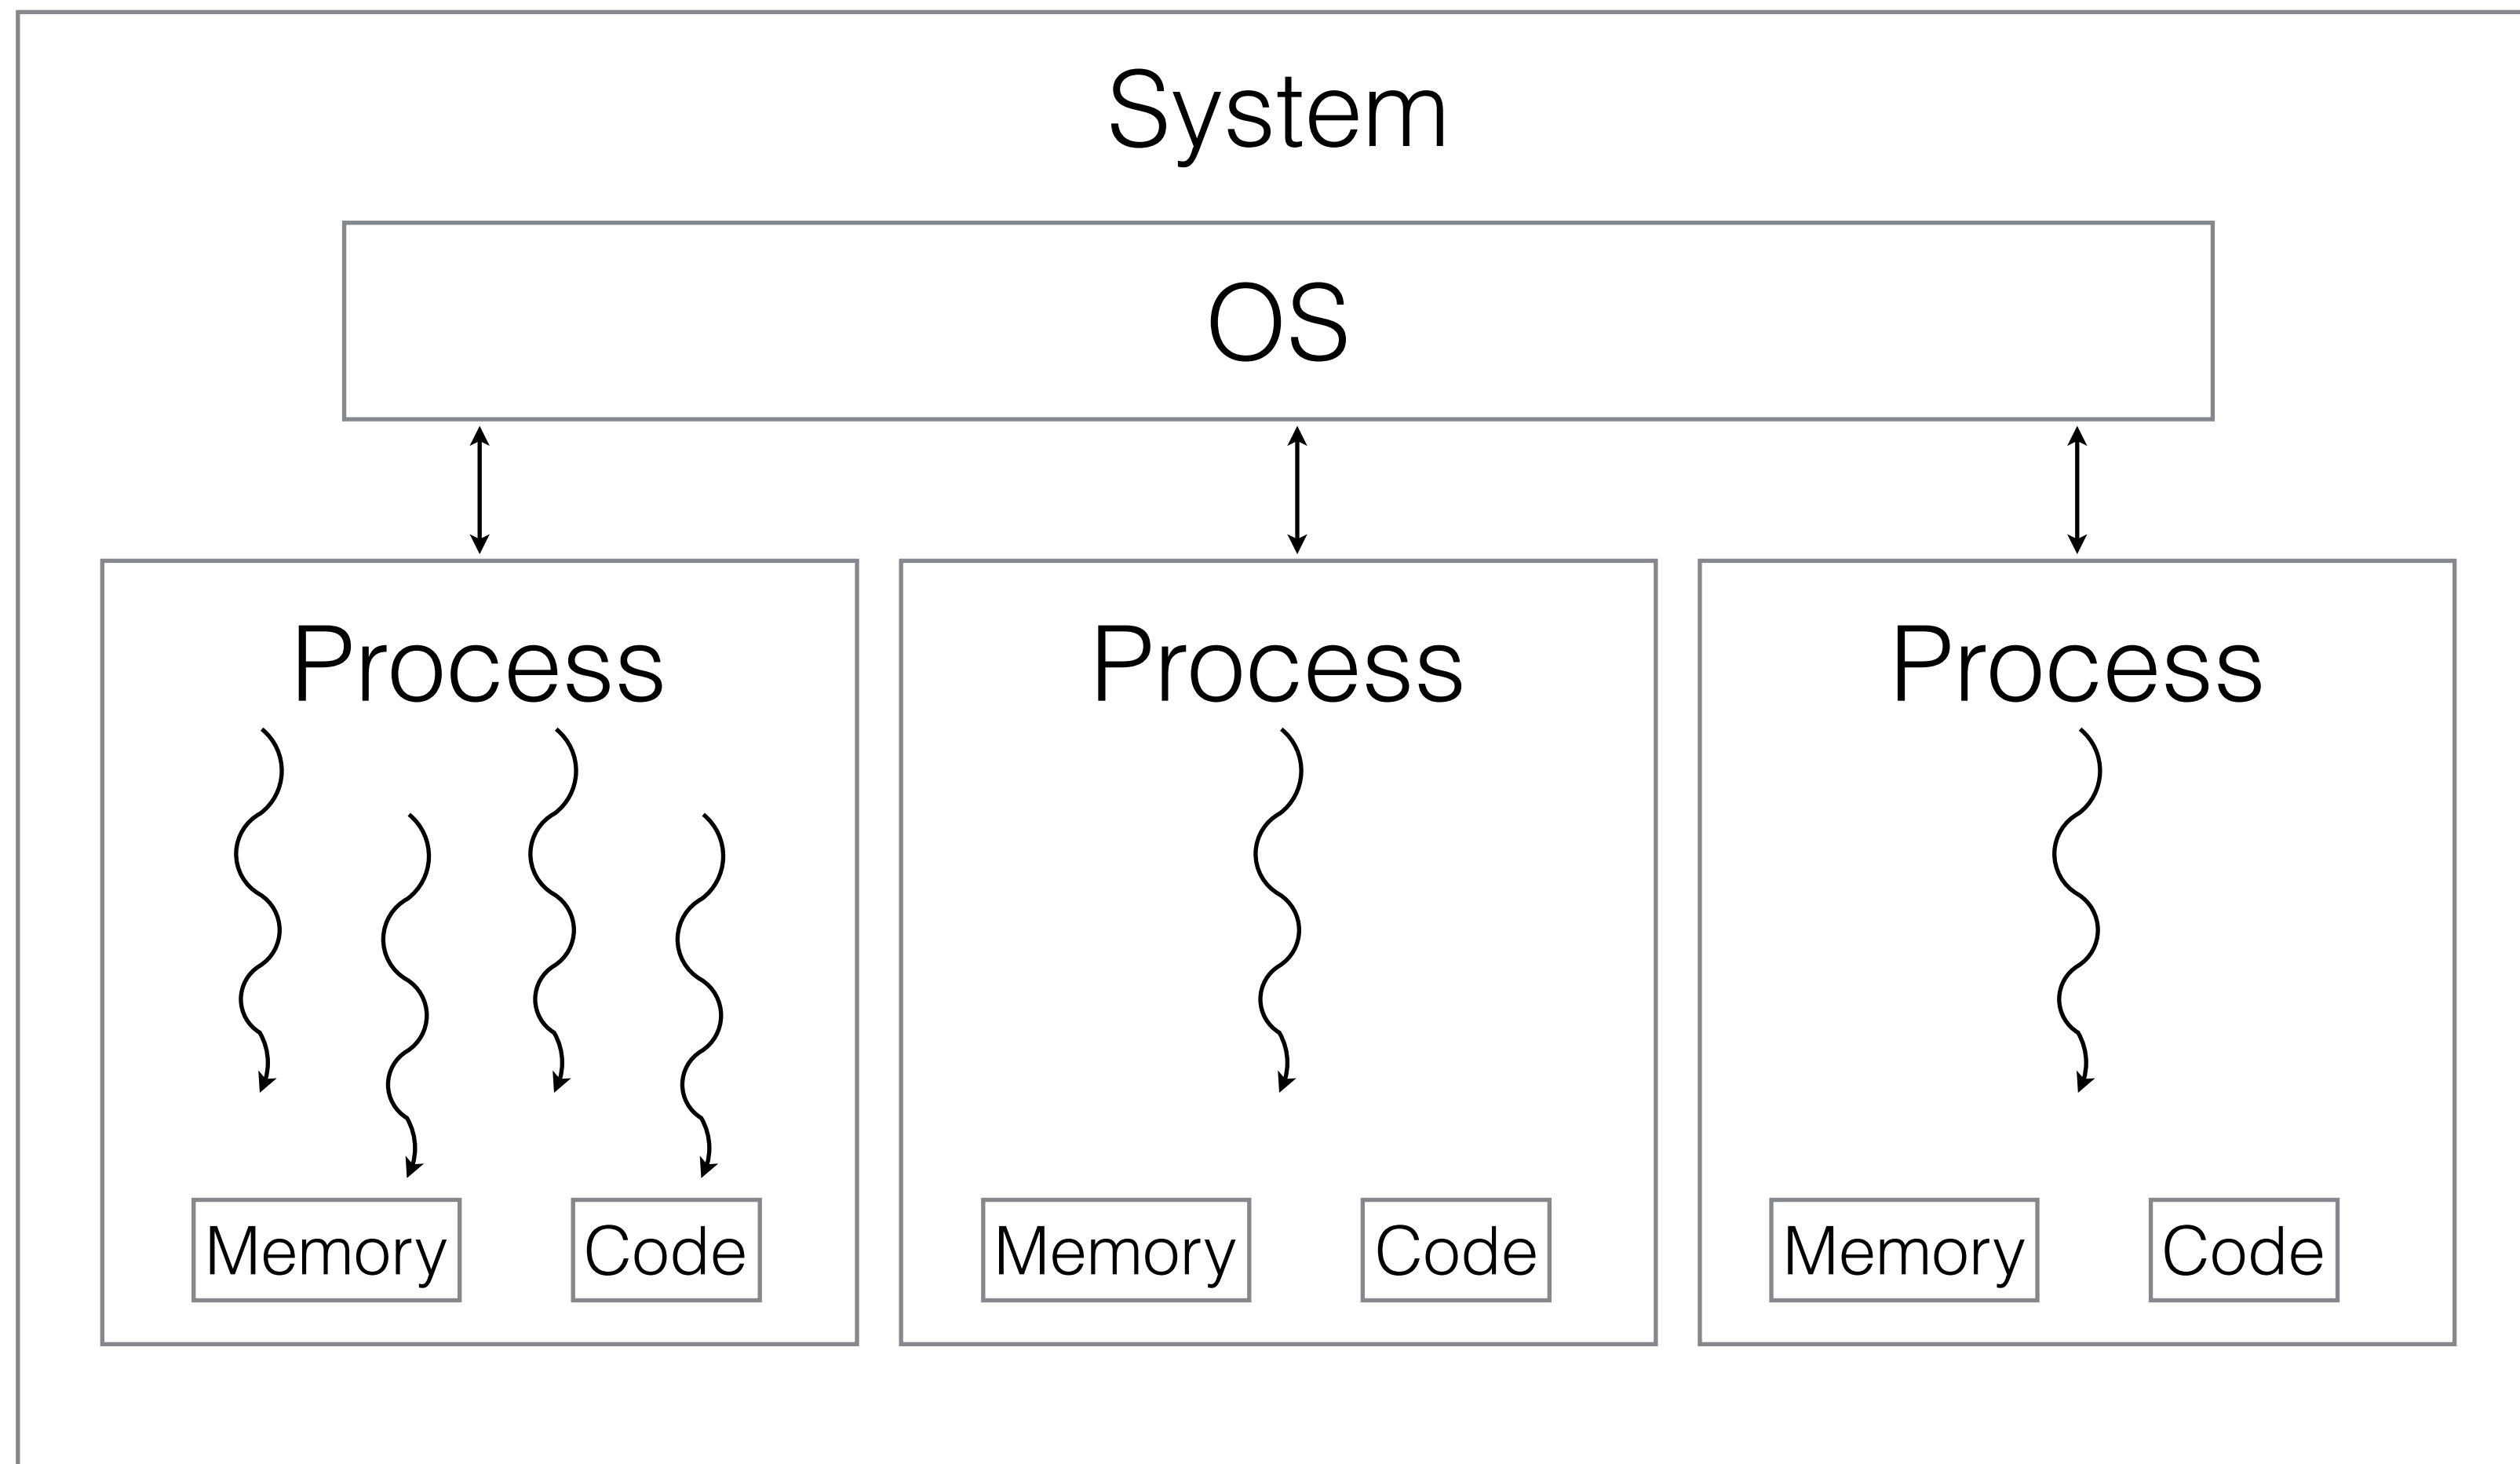 System
OS
Process
Process
Process
Memory
Code
Memory
Code
Memory
Code